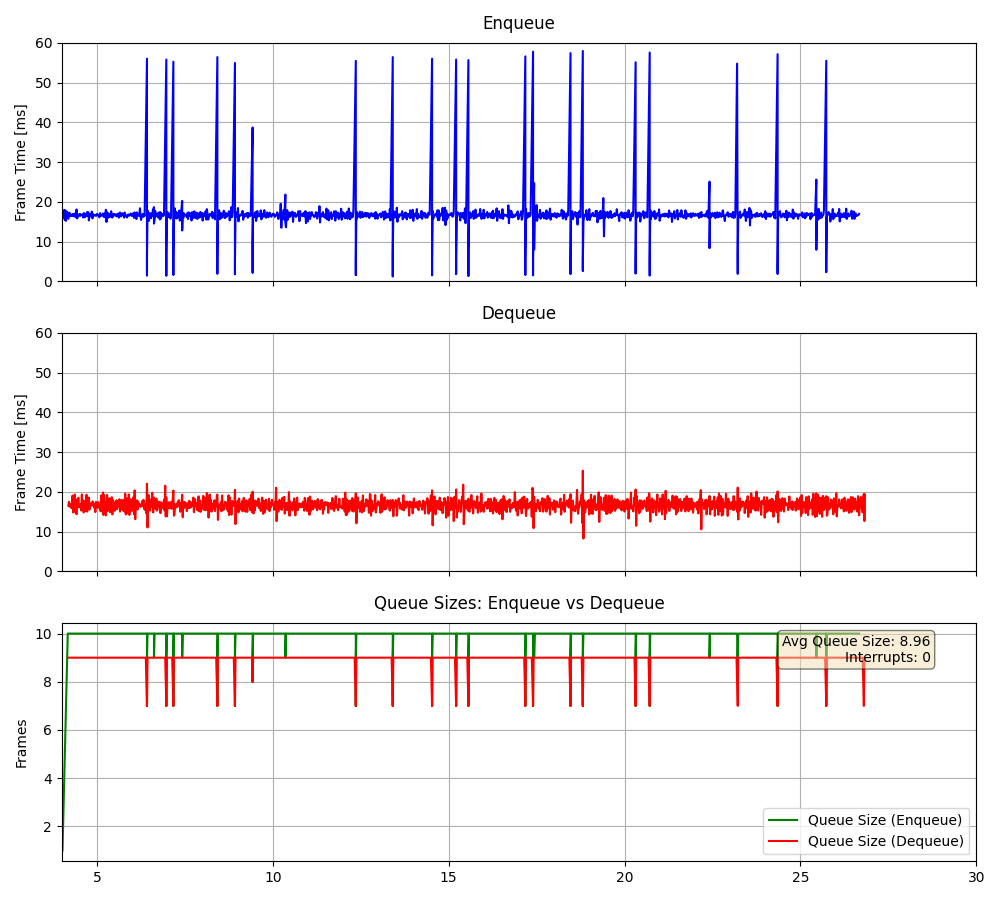 Enqueue
Frame Time [ms]
60
50
40
30
20
10
0
Dequeue
Frame Time [ms]
60
50
40
30
20
10
0
Queue Sizes: Enqueue vs Dequeue
Frames
10
8
6
4
2
Avg Queue Size: 8.96
Interrupts: 0
Queue Size (Enqueue)
Queue Size (Dequeue)
5 10 15 20 25 30